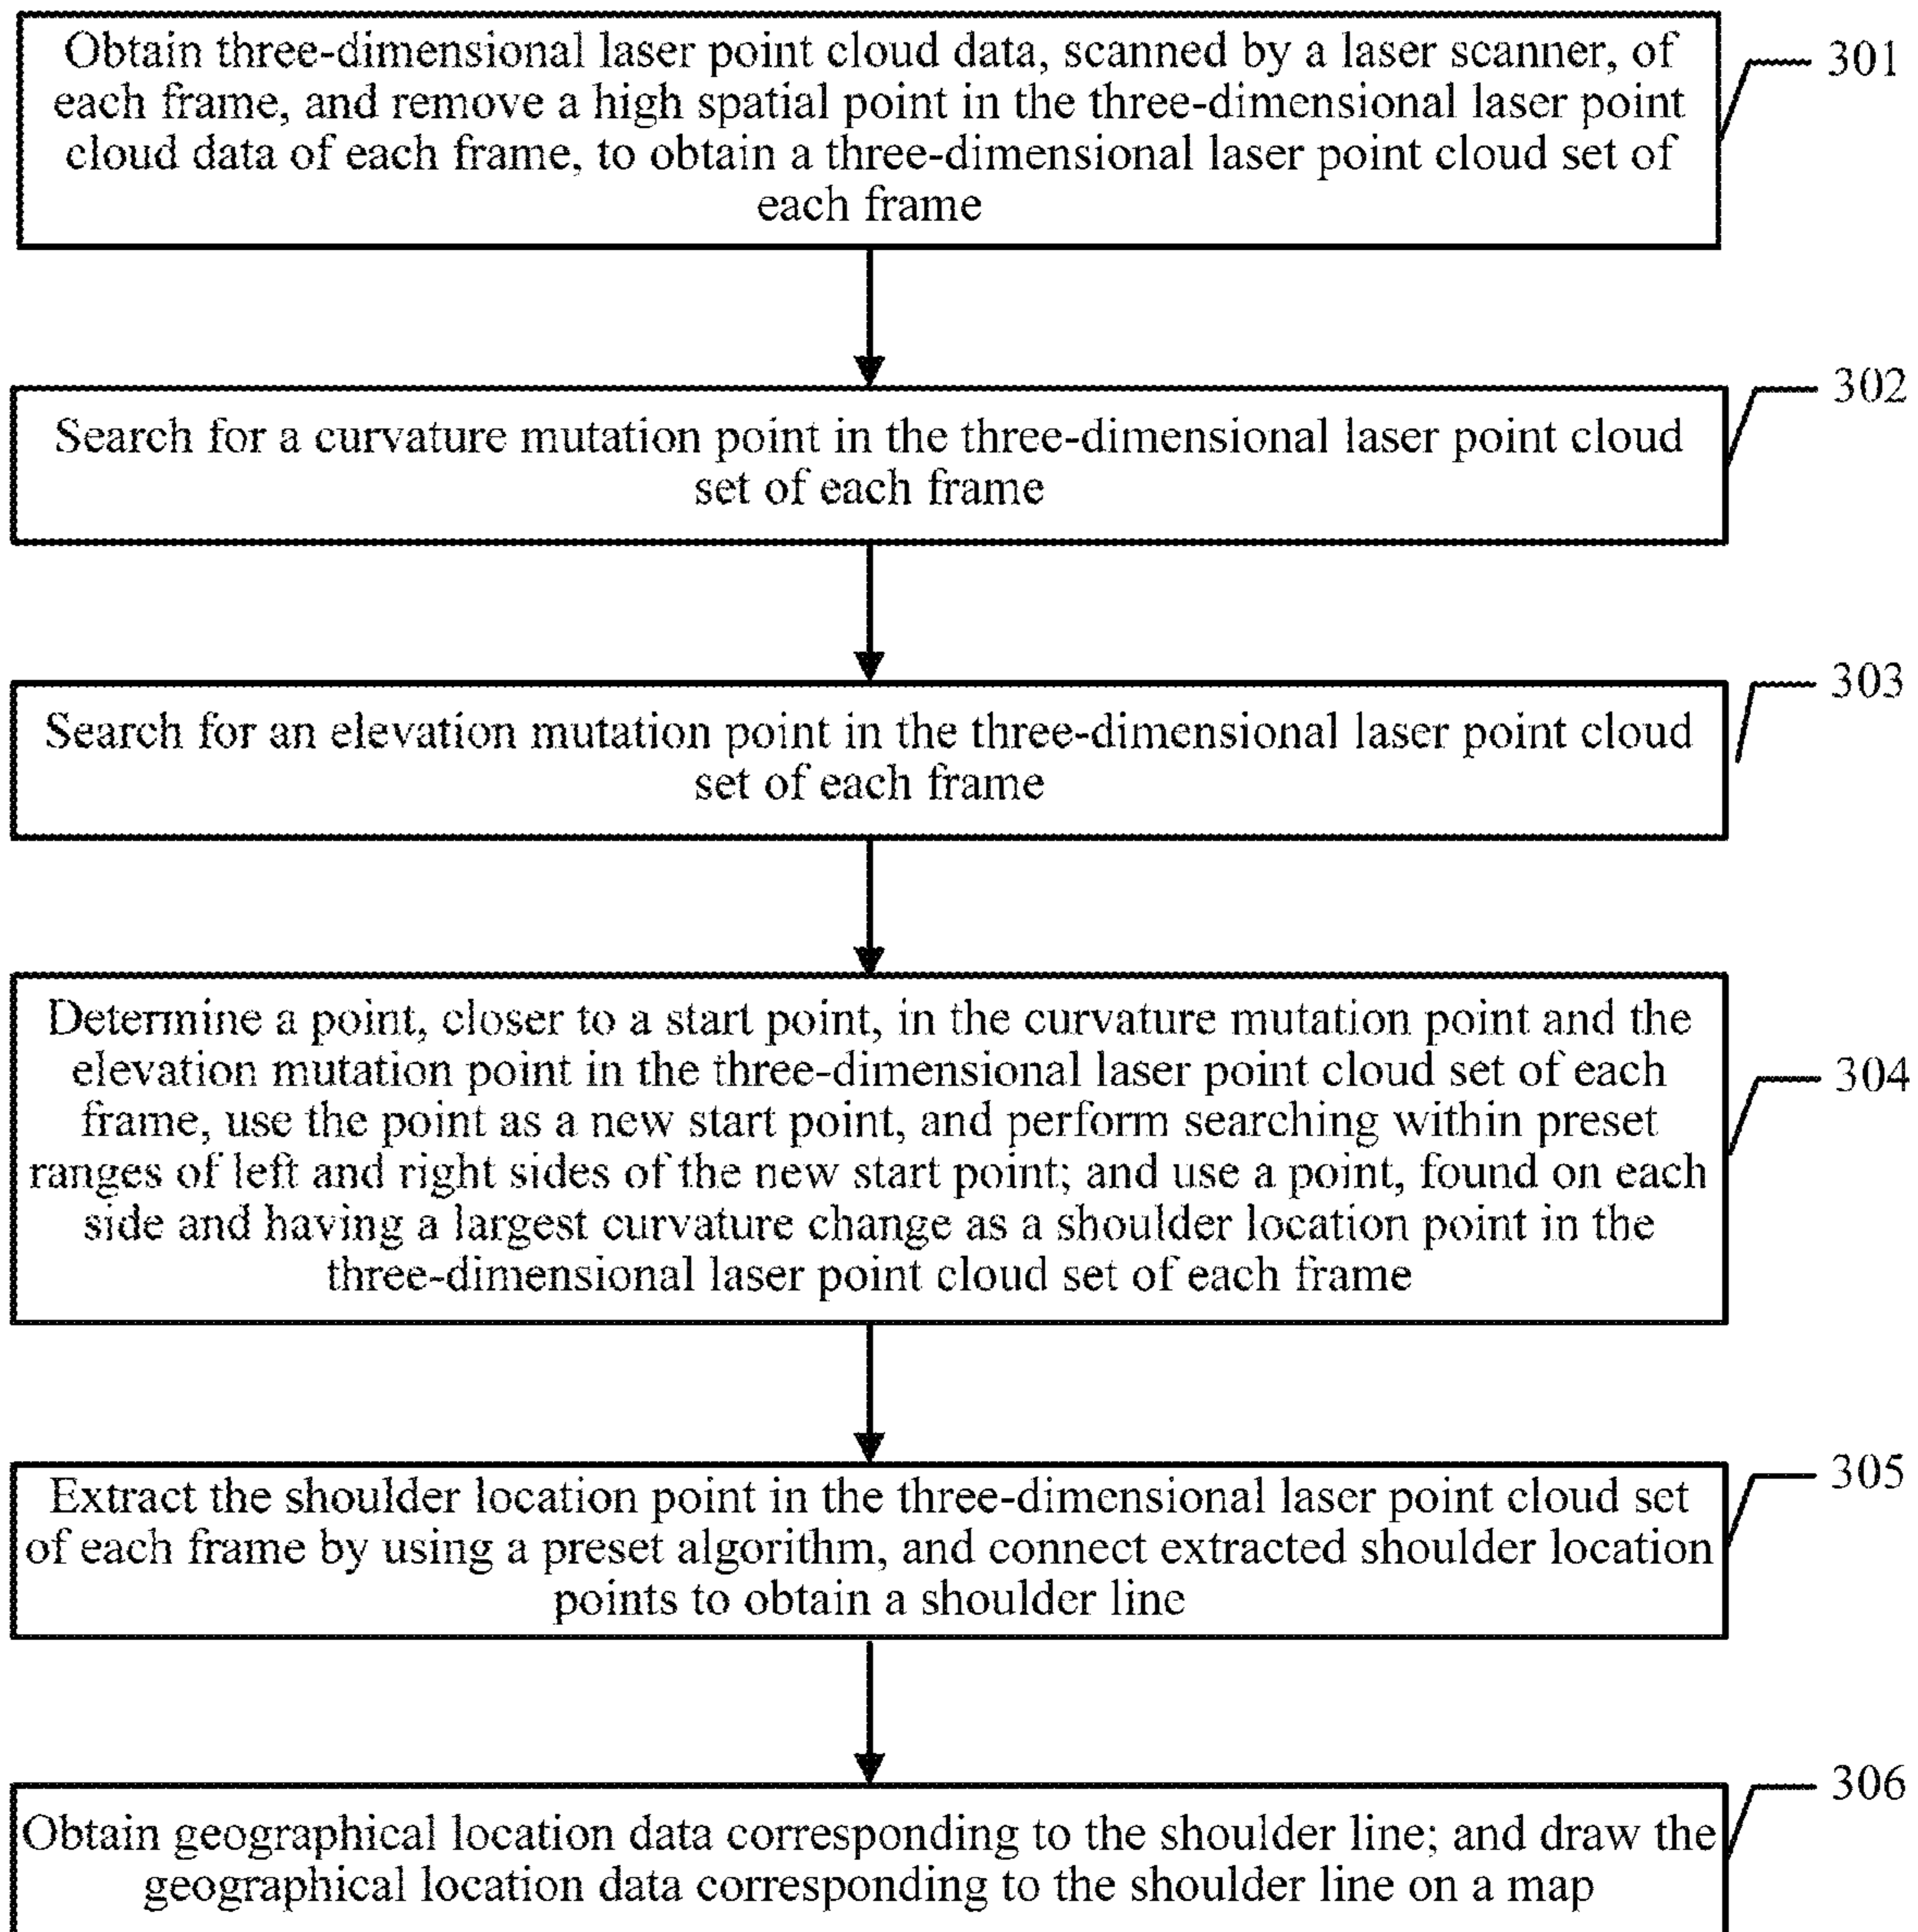 Obtain three-dimensional laser point cloud data, scanned by a laser scanner, of
each frame, and remove a high spatial point in the three-dimensional laser point
cloud data of each frame, to obtain a three-dimensional laser point cloud set of
each frame
301
Search for a curvature mutation point in the three-dimensional laser point cloud
set of each frame
302
Search for an elevation mutation point in the three-dimensional laser point cloud
set of each frame
303
Determine a point, closer to a start point, in the curvature mutation point and the
elevation mutation point in the three-dimensional laser point cloud set of each
frame, use the point as a new start point, and perform searching within preset
ranges of left and right sides of the new start point; and use a point, found on each
side and having a largest curvature change as a shoulder location point in the
three-dimensional laser point cloud set of each frame
304
Extract the shoulder location point in the three-dimensional laser point cloud set
of each frame by using a preset algorithm, and connect extracted shoulder location
points to obtain a shoulder line
305
Obtain geographical location data corresponding to the shoulder line; and draw the
geographical location data corresponding to the shoulder line on a map
306